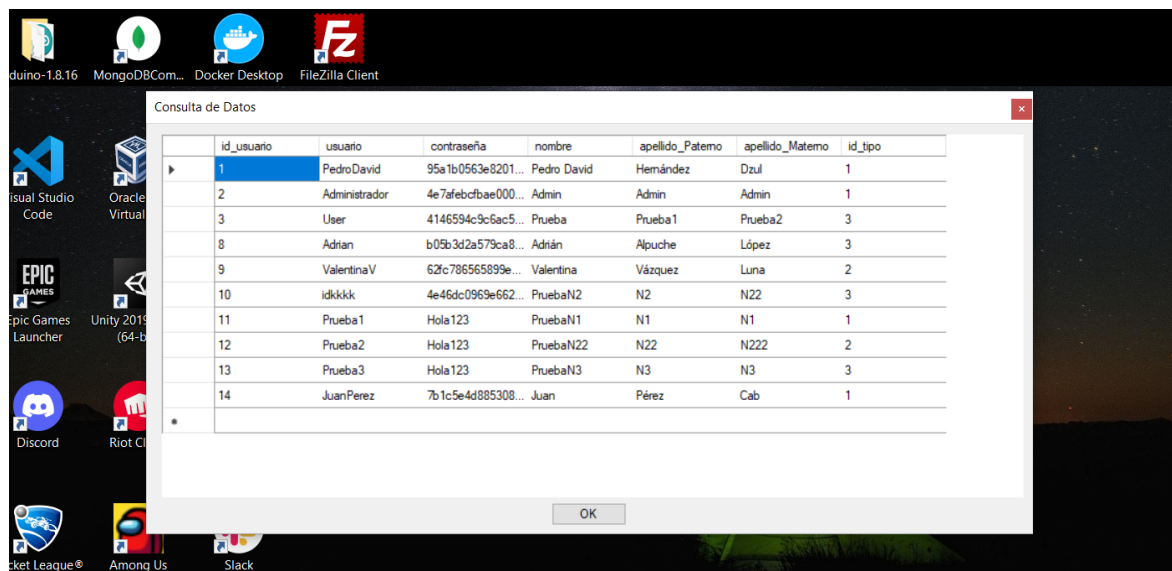 duino-1.8.16 MongoDBCom... Docker Desktop FileZilla Client
Consulta de Datos
id_usuario usuario contraseña nombre apellido_Paterno apellido_Materno id_tipo
1 PedroDavid 95a1b0563e8201... Pedro David Hernández Dzul 1
2 Administrador 4e7afebcfbae000... Admin Admin Admin 1
3 User 4146594c9c6ac5... Prueba Prueba1 Prueba2 3
8 Adrian b05b3d2a579ca8... Adrián Alpuche López 3
9 ValentinaV 62fc786565899e... Valentina Vázquez Luna 2
10 idkkkk 4e46dc0969e662... PruebaN2 N2 N22 3
11 Prueba1 Hola123 PruebaN1 N1 N1 1
12 Prueba2 Hola123 PruebaN22 N22 N222 2
13 Prueba3 Hola123 PruebaN3 N3 N3 3
14 JuanPerez 7b1c5e4d885308... Juan Pérez Cab 1
OK
isual Studio
Code
Oracle
Virtual
EPIC
GAMES
Epic Games
Launcher
Unity 2019
(64-b
Discord
Riot Cl
cket League®
Among Us
Slack